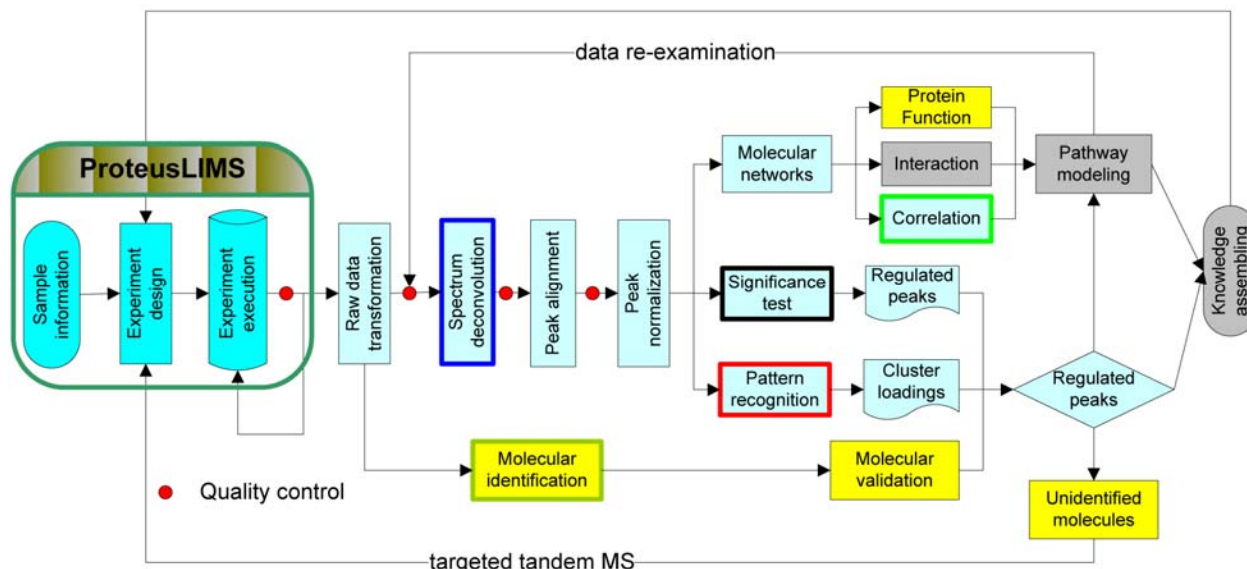 data re-examination
Protein
Function
ProteusLIMS
Molecular
networks
Interaction
Pathway
modeling
Correlation
Sample
information
Experiment
design
Experiment
execution
Raw data
transformation
Spectrum
deconvolution
Peak alignment
Peak
normalization
Significance
test
Regulated
peaks
Knowledge
assembling
Pattern
recognition
Cluster
loadings
Regulated
peaks
Molecular
identification
Molecular
validation
Quality control
Unidentified
molecules
targeted tandem MS